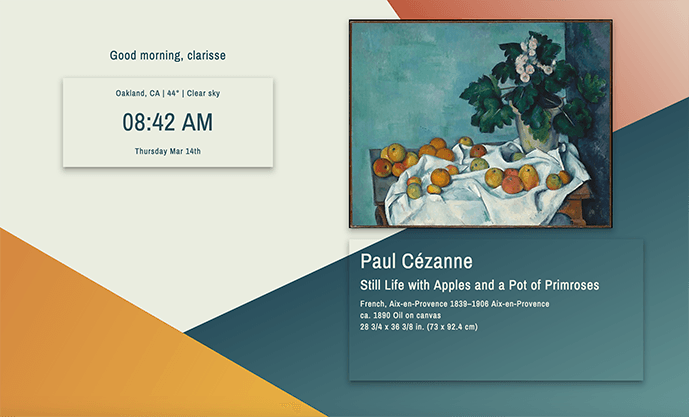 Good morning, clarisse
Oakland, CA | 44° | Clear sky
08:42 AM
Thursday Mar 14th
Paul Cézanne
Still Life with Apples and a Pot of Primroses
French, Aix-en-Provence 1839–1906 Aix-en-Provence
ca. 1890 Oil on canvas
28 3/4 x 36 3/8 in. (73 x 92.4 cm)